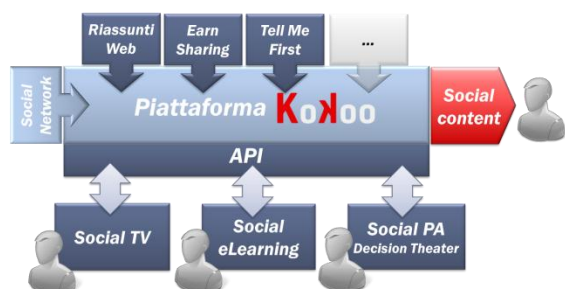 Riassunti
Web
Earn
Sharing
Tell Me
First
...
Social
Network
Piattaforma KoKoo
Social
content
API
Social TV
Social
eLearning
Social PA
Decision Theater